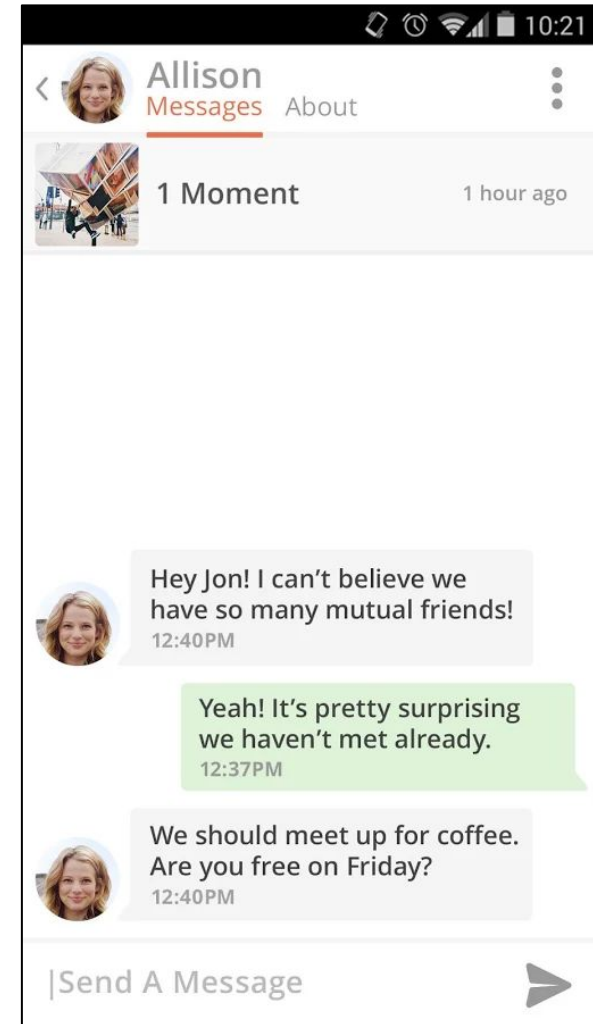 10:21
Allison
Messages About
1 Moment 1 hour ago
Hey Jon! I can’t believe we
have so many mutual friends!
12:40PM
Yeah! It’s pretty surprising
we haven’t met already.
12:37PM
We should meet up for coffee.
Are you free on Friday?
12:40PM
Send A Message